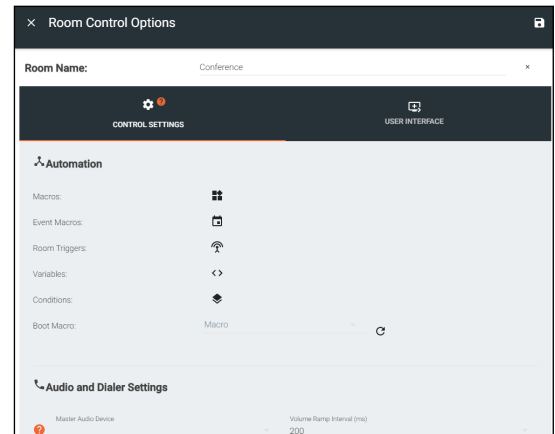 × Room Control Options
Room Name: Conference ×
? CONTROL SETTINGS
USER INTERFACE
Automation
Macros:
Event Macros:
Room Triggers:
Variables: < >
Conditions:
Boot Macro: Macro
Audio and Dialer Settings
? Master Audio Device
Volume Ramp Interval (ms)
200